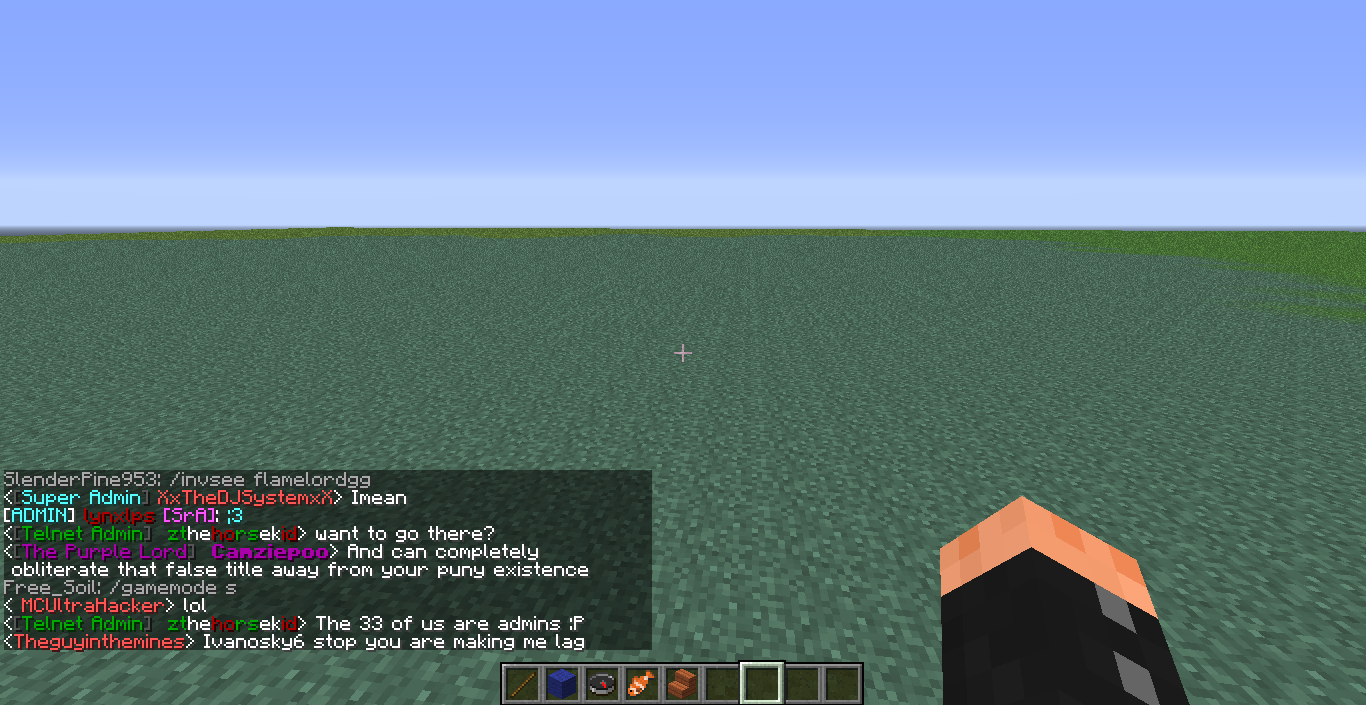 SlenderPine953: /invsee flamelordgg
<[Super Admin] XxTheDJSystemxX> Imean
[ADMIN] lynxlps [SrA]: ;3
<[Telnet Admin] zthehorsekid> want to go there?
<[The Purple Lord] Camziepoo> And can completely
obliterate that false title away from your puny existence
Free_Soil: /gamemode s
< MCUltraHacker> lol
<[Telnet Admin] zthehorsekid> The 33 of us are admins :P
<Theguyinthemines> Ivanosky6 stop you are making me lag